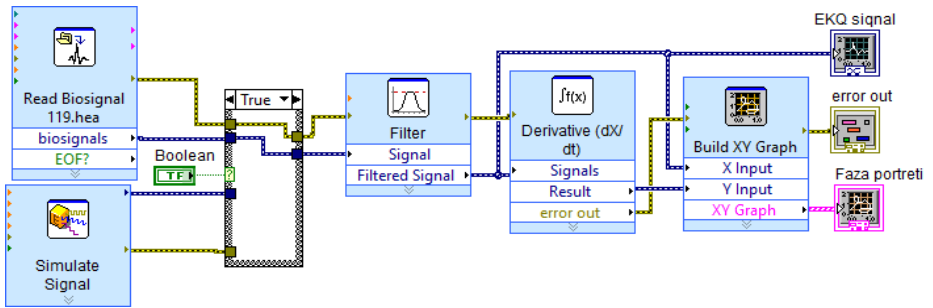 Read Biosignal
119.hea
biosignals
EOF?
Simulate
Signal
Boolean
TF
True
?
Filter
Signal
Filtered Signal
∫f(x)
Derivative (dX/
dt)
Signals
Result
error out
Build XY Graph
X Input
Y Input
XY Graph
EKQ siqnal
error out
Faza portreti